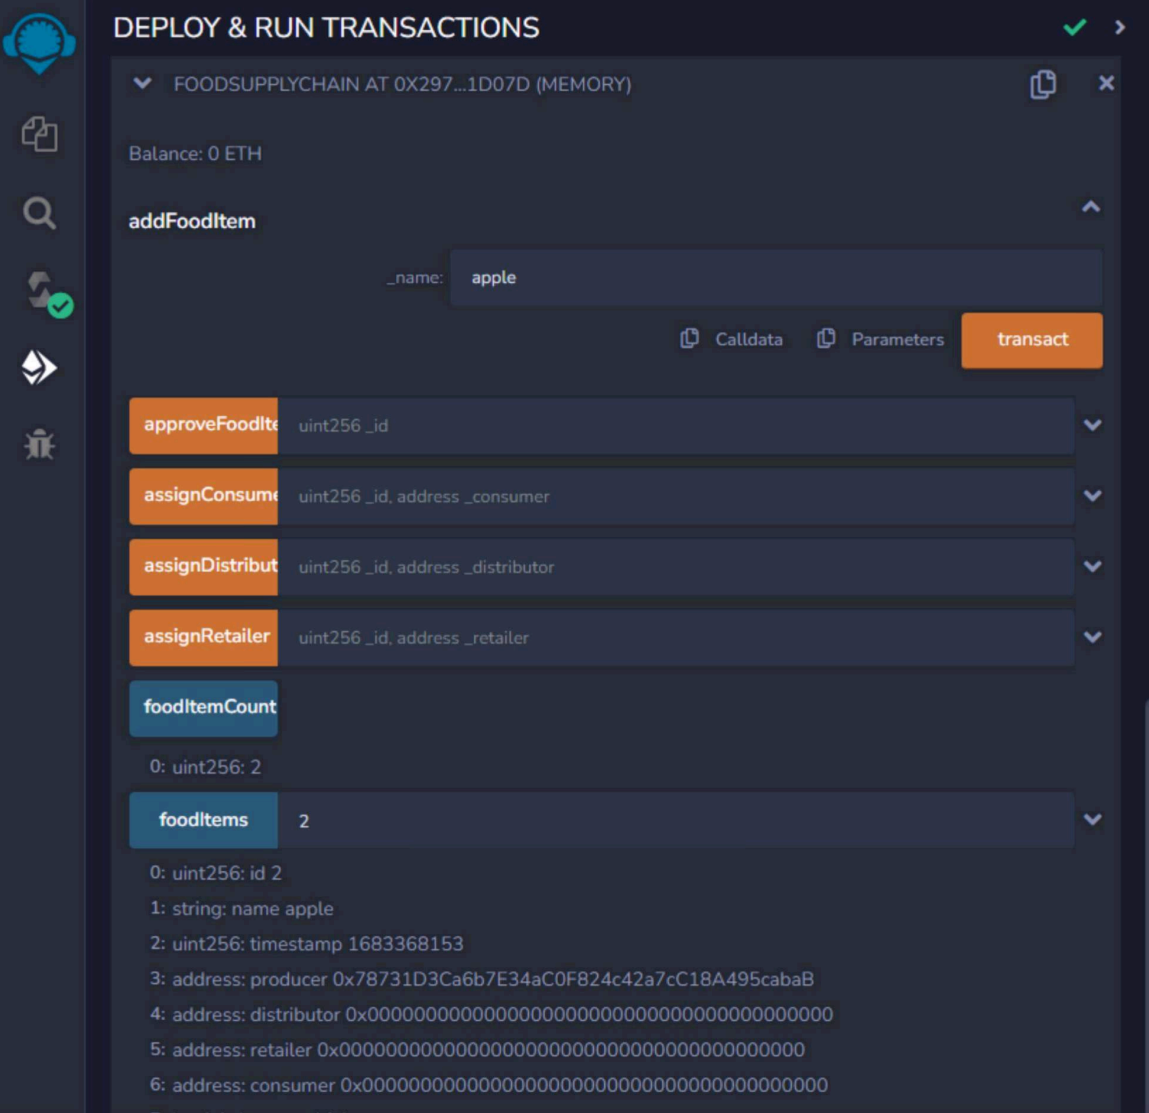 DEPLOY & RUN TRANSACTIONS
FOODSUPPLYCHAIN AT 0X297...1D07D (MEMORY)
Balance: 0 ETH
addFoodItem
_name: apple
Calldata Parameters transact
approveFoodIte uint256 _id
assignConsume uint256 _id, address _consumer
assignDistribut uint256 _id, address _distributor
assignRetailer uint256 _id, address _retailer
foodItemCount
0: uint256: 2
foodItems 2
0: uint256: id 2
1: string: name apple
2: uint256: timestamp 1683368153
3: address: producer 0x78731D3Ca6b7E34aC0F824c42a7cC18A495cabaB
4: address: distributor 0x0000000000000000000000000000000000000000
5: address: retailer 0x0000000000000000000000000000000000000000
6: address: consumer 0x0000000000000000000000000000000000000000